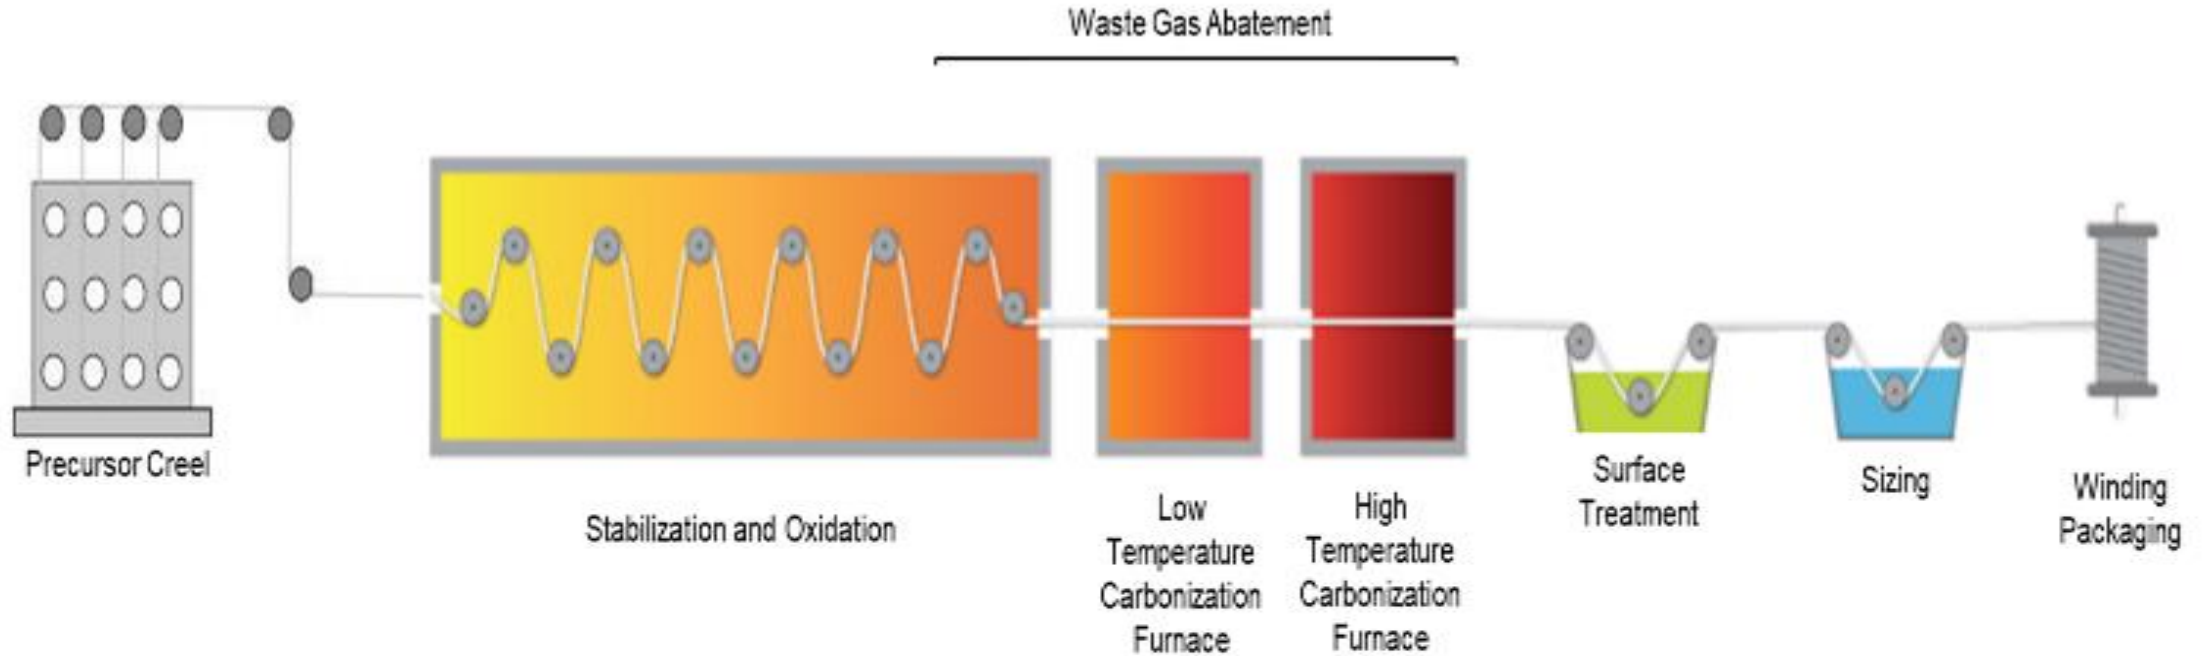 Waste Gas Abatement
Precursor Creel
Stabilization and Oxidation
Low
Temperature
Carbonization
Furnace
High
Temperature
Carbonization
Furnace
Surface
Treatment
Sizing
Winding
Packaging